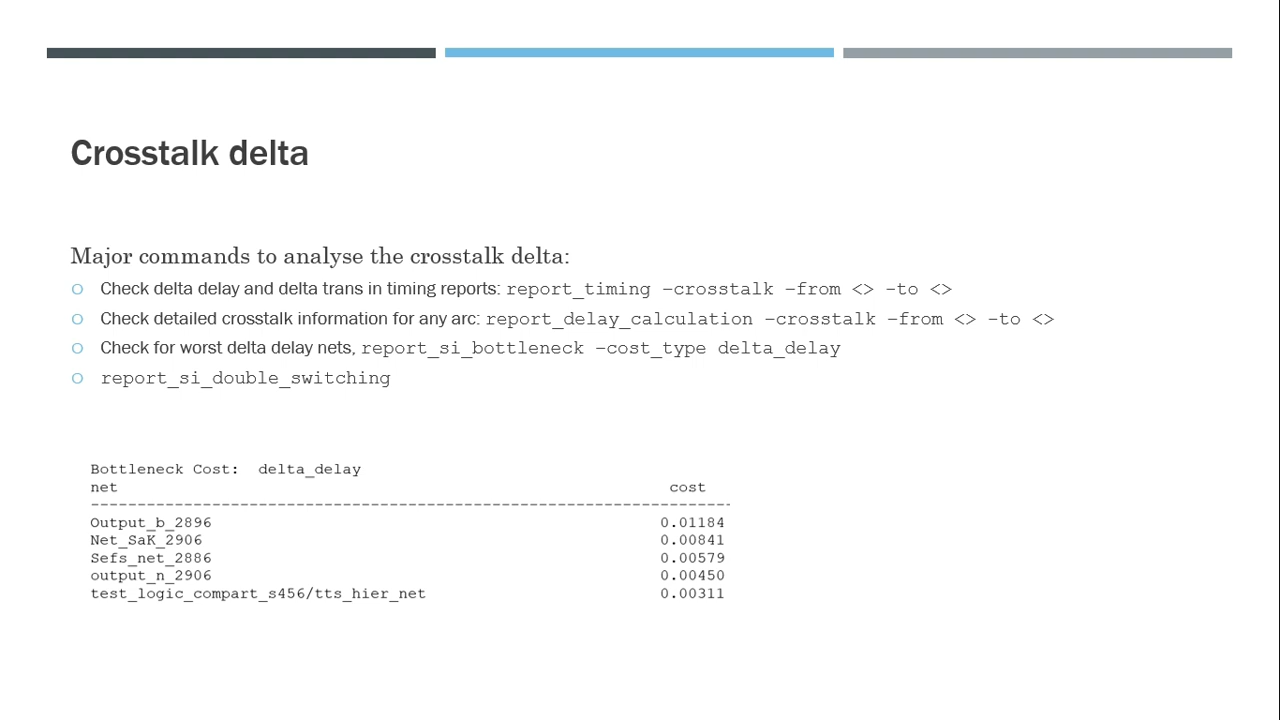 Crosstalk delta
Major commands to analyse the crosstalk delta:
o Check delta delay and delta trans in timing reports: report_timing –crosstalk –from <> -to <>
o Check detailed crosstalk information for any arc: report_delay_calculation –crosstalk –from <> -to <>
o Check for worst delta delay nets, report_si_bottleneck –cost_type delta_delay
o report_si_double_switching
Bottleneck Cost: delta_delay
net cost
--------------------------------------------------------------------
Output_b_2896 0.01184
Net_SaK_2906 0.00841
Sefs_net_2886 0.00579
output_n_2906 0.00450
test_logic_compart_s456/tts_hier_net 0.00311